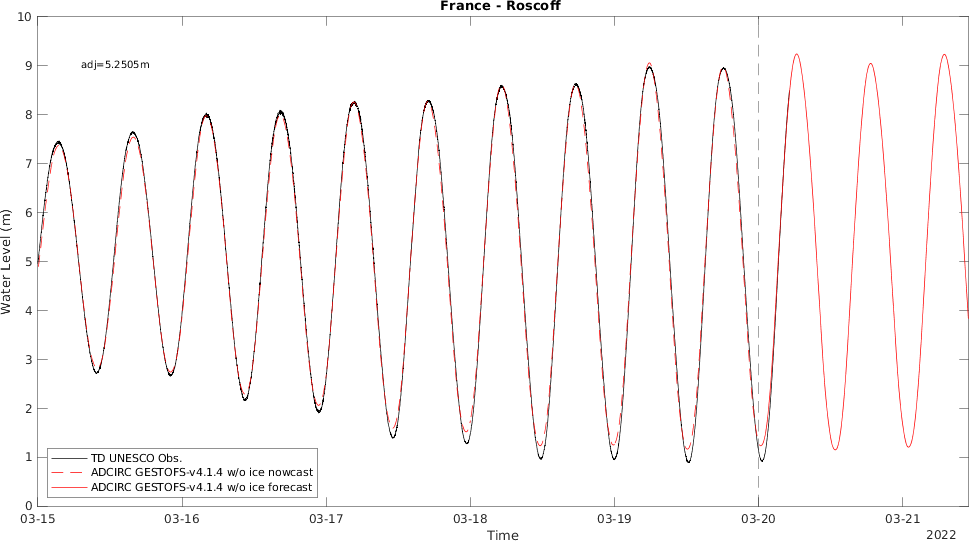 France - Roscoff
adj=5.2505m
Water Level (m)
10
9
8
7
6
5
4
3
2
1
0
TD UNESCO Obs.
ADCIRC GESTOFS-v4.1.4 w/o ice nowcast
ADCIRC GESTOFS-v4.1.4 w/o ice forecast
03-15 03-16 03-17 03-18 03-19 03-20 03-21
Time
2022